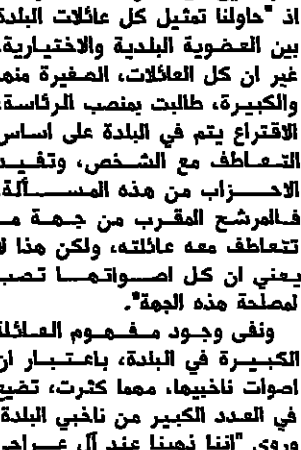 اذ "حاولنا تمثيل كل عائلات البلدة
بين العضوية البلدية والاختيارية.
غير ان كل العائلات، الصغيرة منها
والكبيرة، طالبت بمنصب الرئاسة.
الاقتراع يتم في البلدة على اساس
التعاطف مع الشخص، وتفيد
الاحزاب من هذه المسألة.
فالمرشح المقرب من جهة
تتعاطف معه عائلته، ولكن هذا لا
يعني ان كل اصواتها تصب
لمصلحة هذه الجهة".
ونفى وجود مفهوم العائلة
الكبيرة في البلدة، باعتبار ان
اصوات ناخبيها، مهما كثرت، تضيع
في العدد الكبير من ناخبي البلدة.
وروى "اننا ذهبنا عند آل